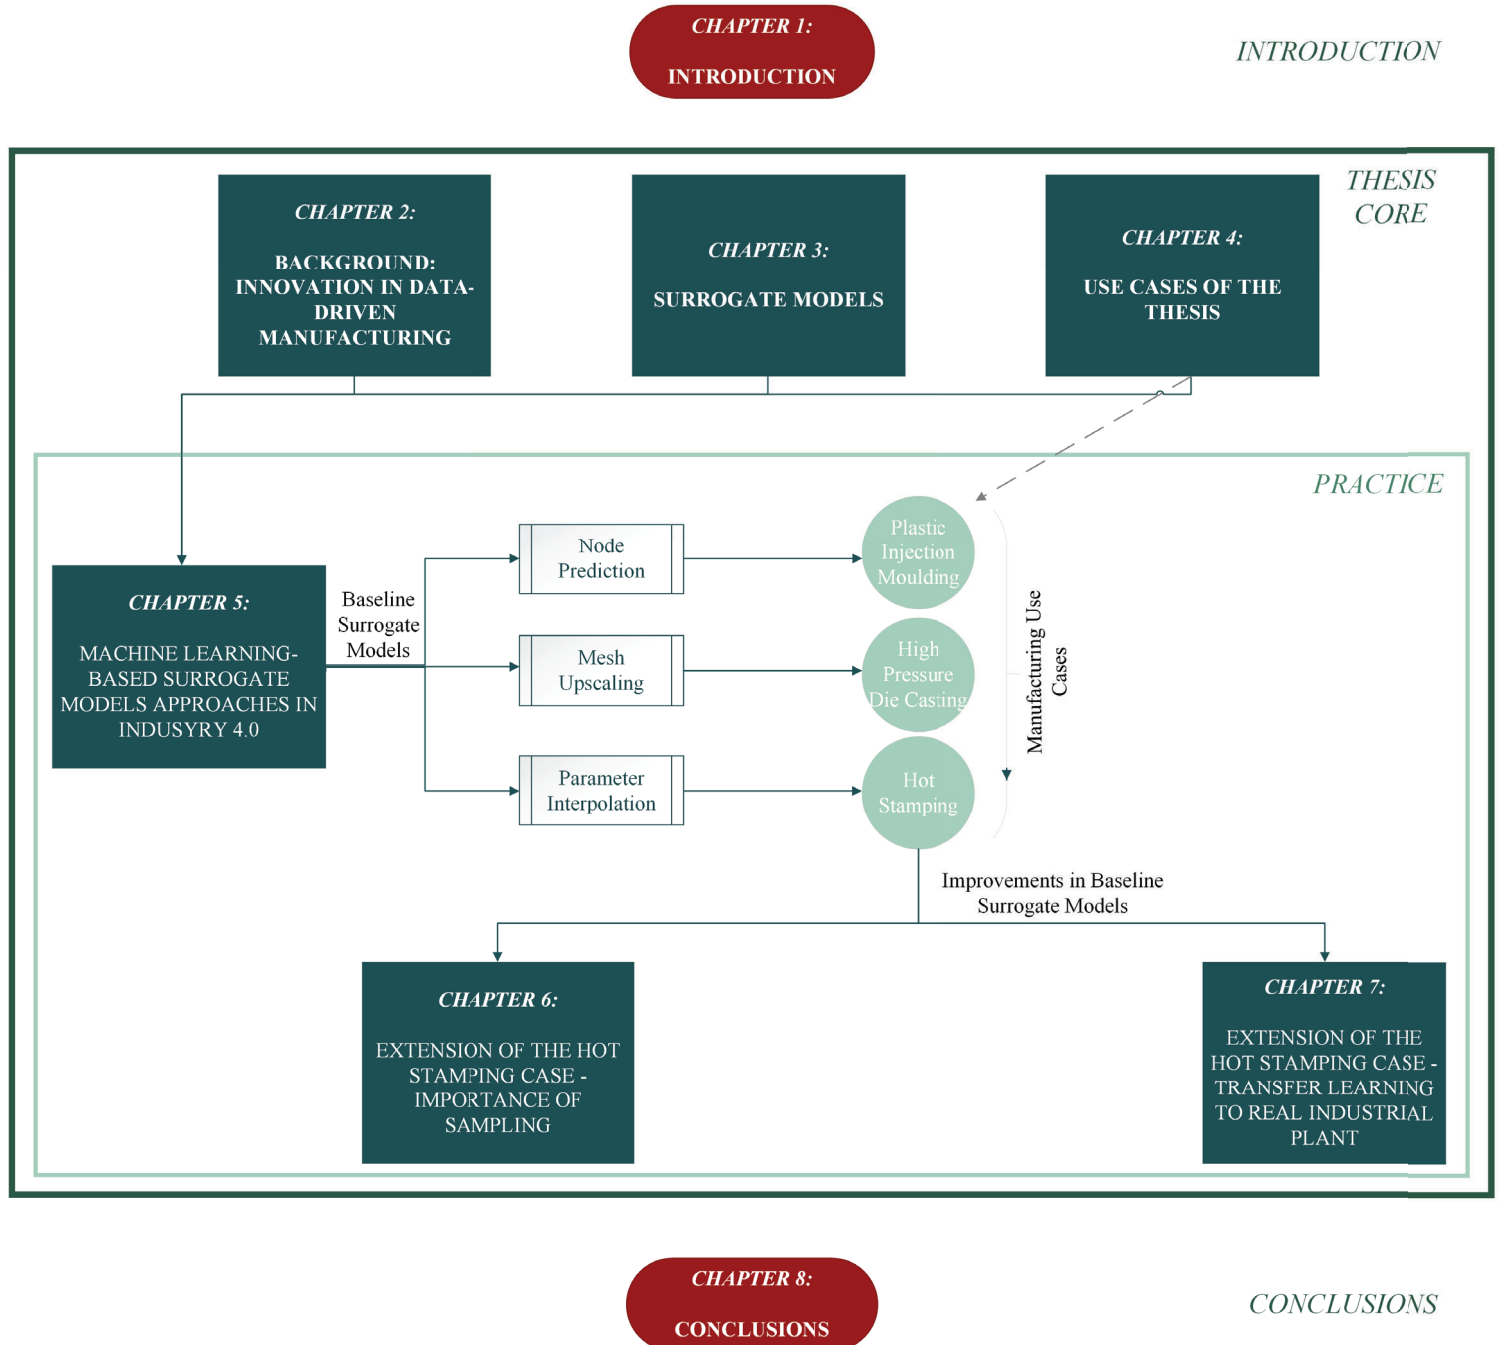 CHAPTER 1:
INTRODUCTION
INTRODUCTION
THESIS
CORE
CHAPTER 2:
BACKGROUND:
INNOVATION IN DATA-
DRIVEN
MANUFACTURING
CHAPTER 3:
SURROGATE MODELS
CHAPTER 4:
USE CASES OF THE
THESIS
PRACTICE
CHAPTER 5:
MACHINE LEARNING-
BASED SURROGATE
MODELS APPROACHES IN
INDUSYRY 4.0
Baseline
Surrogate
Models
Node
Prediction
Mesh
Upscaling
Parameter
Interpolation
Plastic
Injection
Moulding
High
Pressure
Die Casting
Hot
Stamping
Manufacturing Use
Cases
Improvements in Baseline
Surrogate Models
CHAPTER 6:
EXTENSION OF THE HOT
STAMPING CASE -
IMPORTANCE OF
SAMPLING
CHAPTER 7:
EXTENSION OF THE
HOT STAMPING CASE -
TRANSFER LEARNING
TO REAL INDUSTRIAL
PLANT
CHAPTER 8:
CONCLUSIONS
CONCLUSIONS